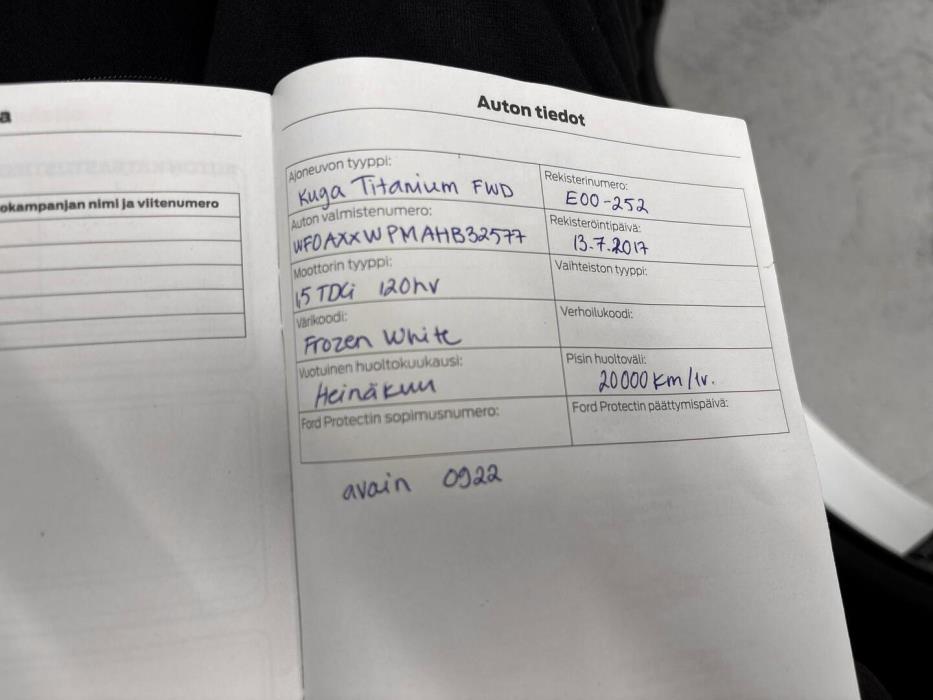 a
okampanjan nimi ja viitenumero
Auton tiedot
Ajoneuvon tyyppi:
Kuga Titanium FWD
Rekisterinumero:
EOO-252
Auton valmistenumero:
WFOAXXWPMAHB32577
Rekisteröintipäivä:
13.7.2017
Moottorin tyyppi:
1,5 TDCi 120hv
Vaihteiston tyyppi:
Värikoodi:
Frozen White
Verhoilukoodi:
Vuotuinen huoltokuukausi:
Heinäkuu
Pisin huoltoväli:
20000 km/1v.
Ford Protectin sopimusnumero:
Ford Protectin päättymispäivä:
avain 0922